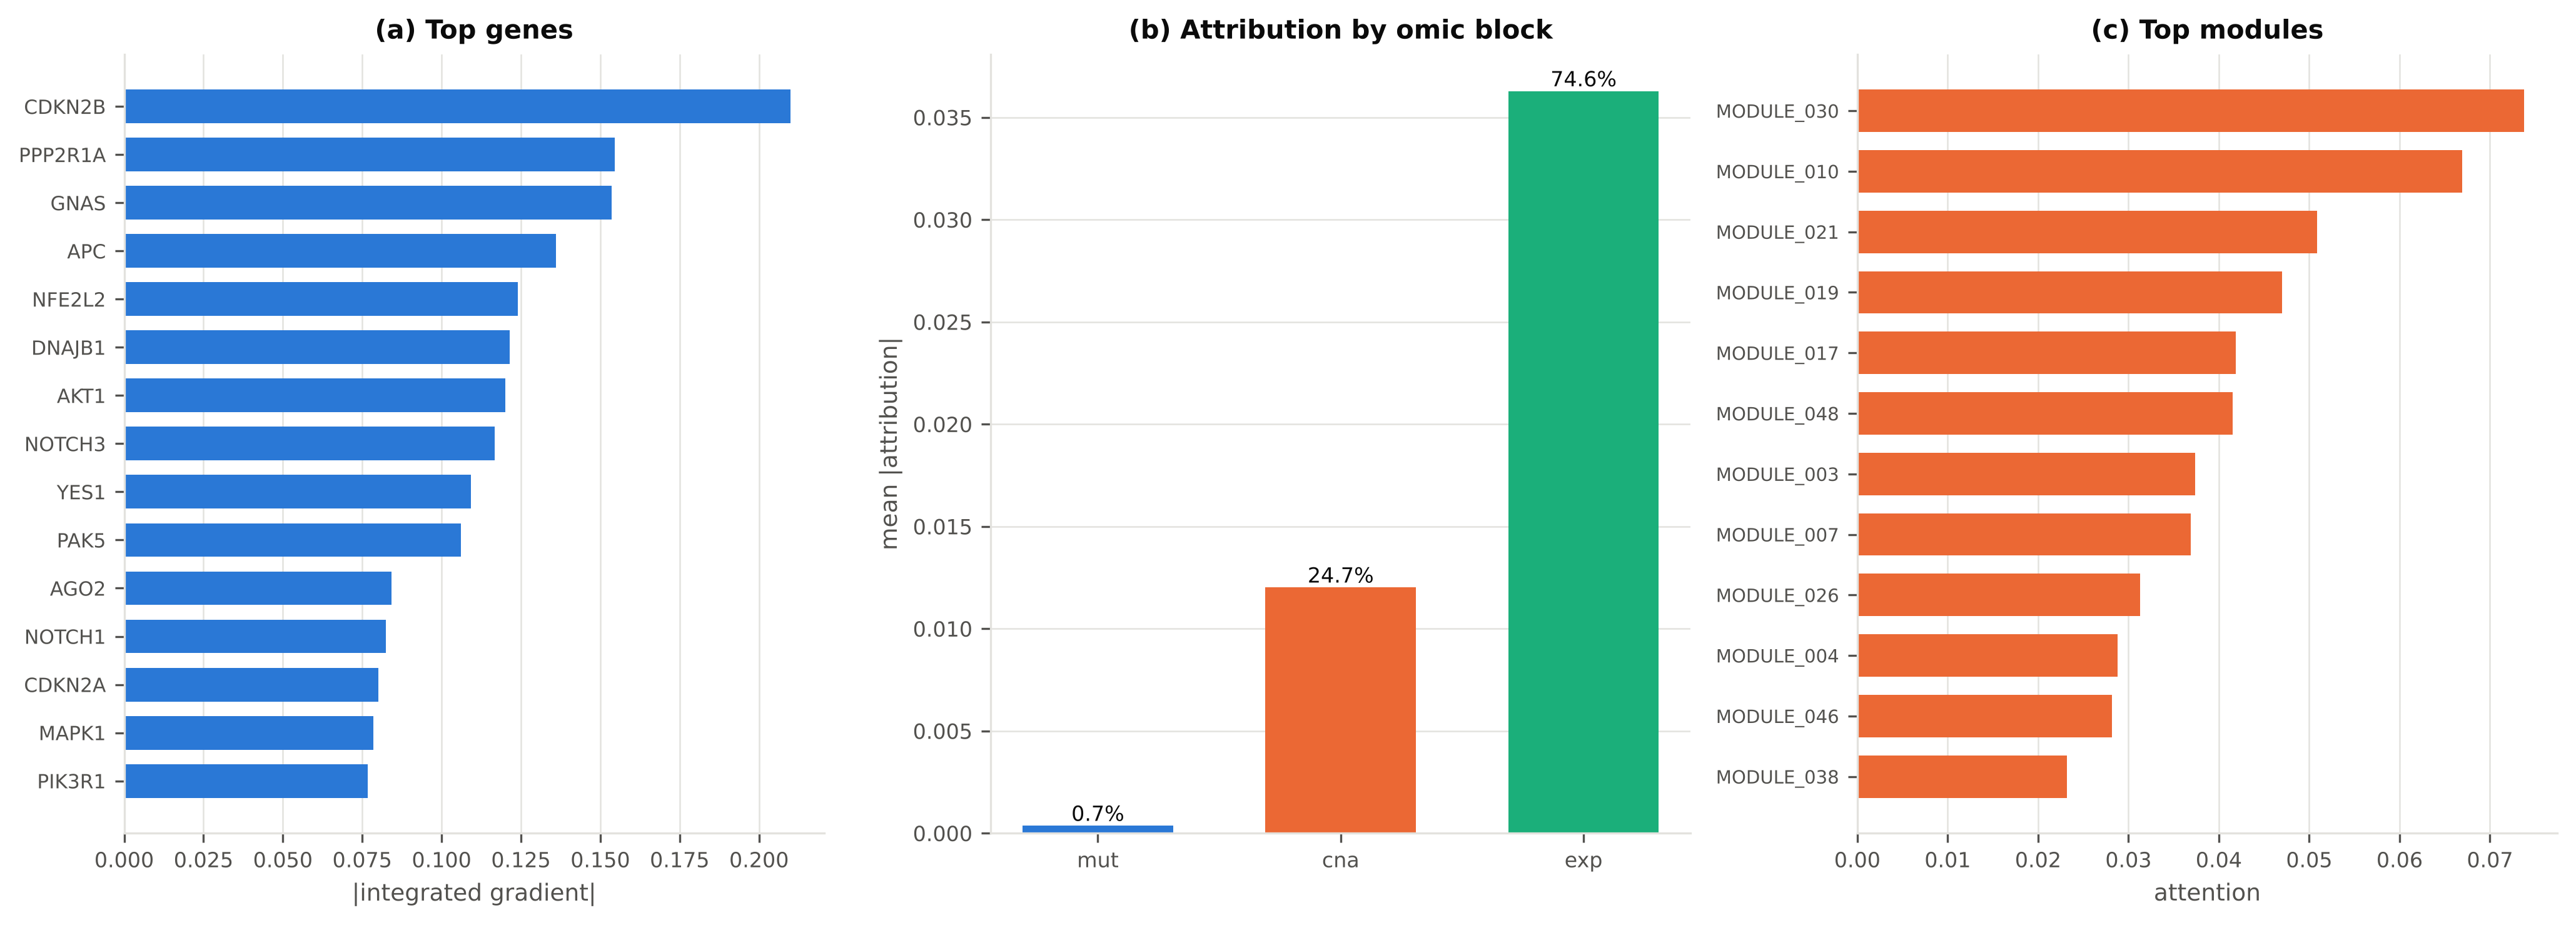 (a) Top genes
CDKN2B
PPP2R1A
GNAS
APC
NFE2L2
DNAJB1
AKT1
NOTCH3
YES1
PAK5
AGO2
NOTCH1
CDKN2A
MAPK1
PIK3R1
0.000 0.025 0.050 0.075 0.100 0.125 0.150 0.175 0.200
|integrated gradient|
(b) Attribution by omic block
mean |attribution|
0.035
0.030
0.025
0.020
0.015
0.010
0.005
0.000
0.7%
24.7%
74.6%
mut cna exp
(c) Top modules
MODULE_030
MODULE_010
MODULE_021
MODULE_019
MODULE_017
MODULE_048
MODULE_003
MODULE_007
MODULE_026
MODULE_004
MODULE_046
MODULE_038
0.00 0.01 0.02 0.03 0.04 0.05 0.06 0.07
attention